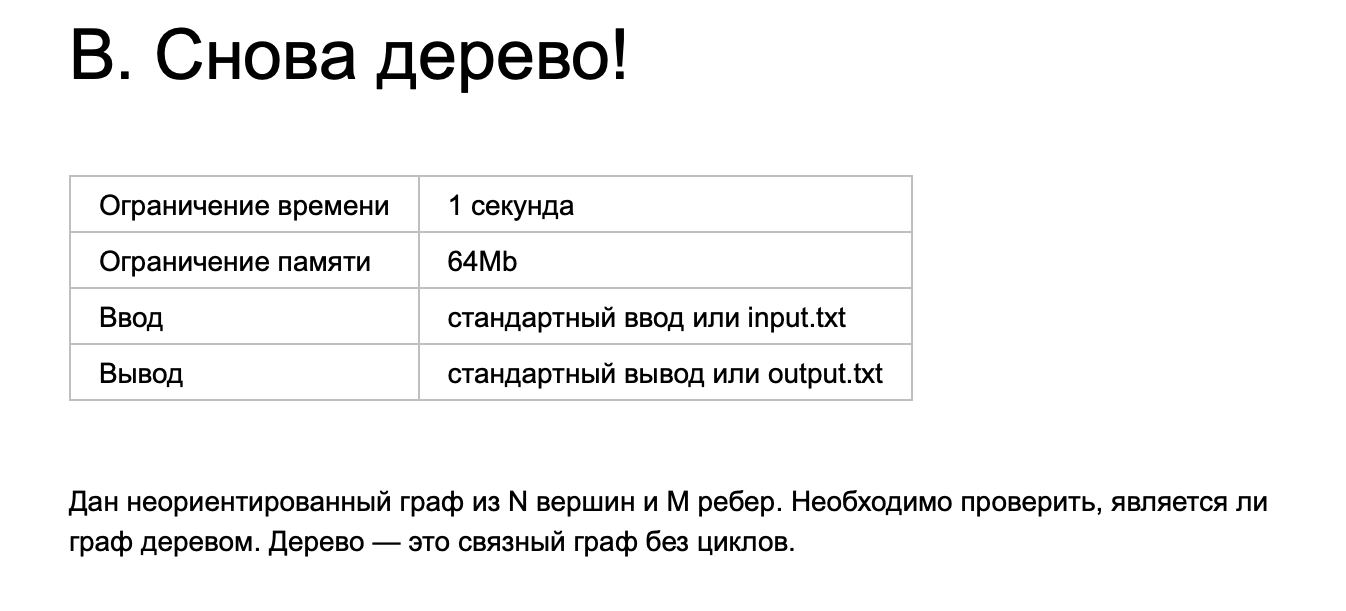 В. Снова дерево!
Ограничение времени 1 секунда
Ограничение памяти 64Mb
Ввод стандартный ввод или input.txt
Вывод стандартный вывод или output.txt
Дан неориентированный граф из N вершин и M ребер. Необходимо проверить, является ли
граф деревом. Дерево — это связный граф без циклов.